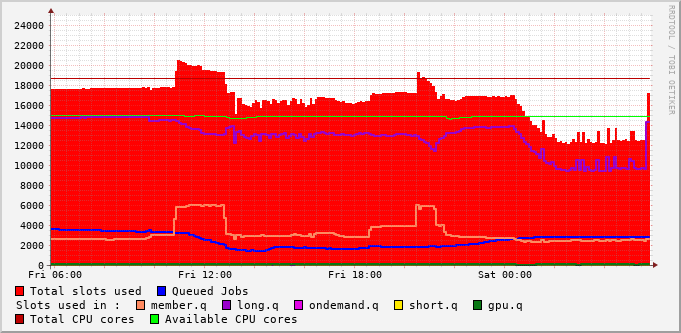 24000
22000
20000
18000
16000
14000
12000
10000
8000
6000
4000
2000
0
Fri 06:00 Fri 12:00 Fri 18:00 Sat 00:00
Total slots used Queued Jobs
Slots used in : member.q long.q ondemand.q short.q gpu.q
Total CPU cores Available CPU cores
RRDTOOL / TOBI OETIKER